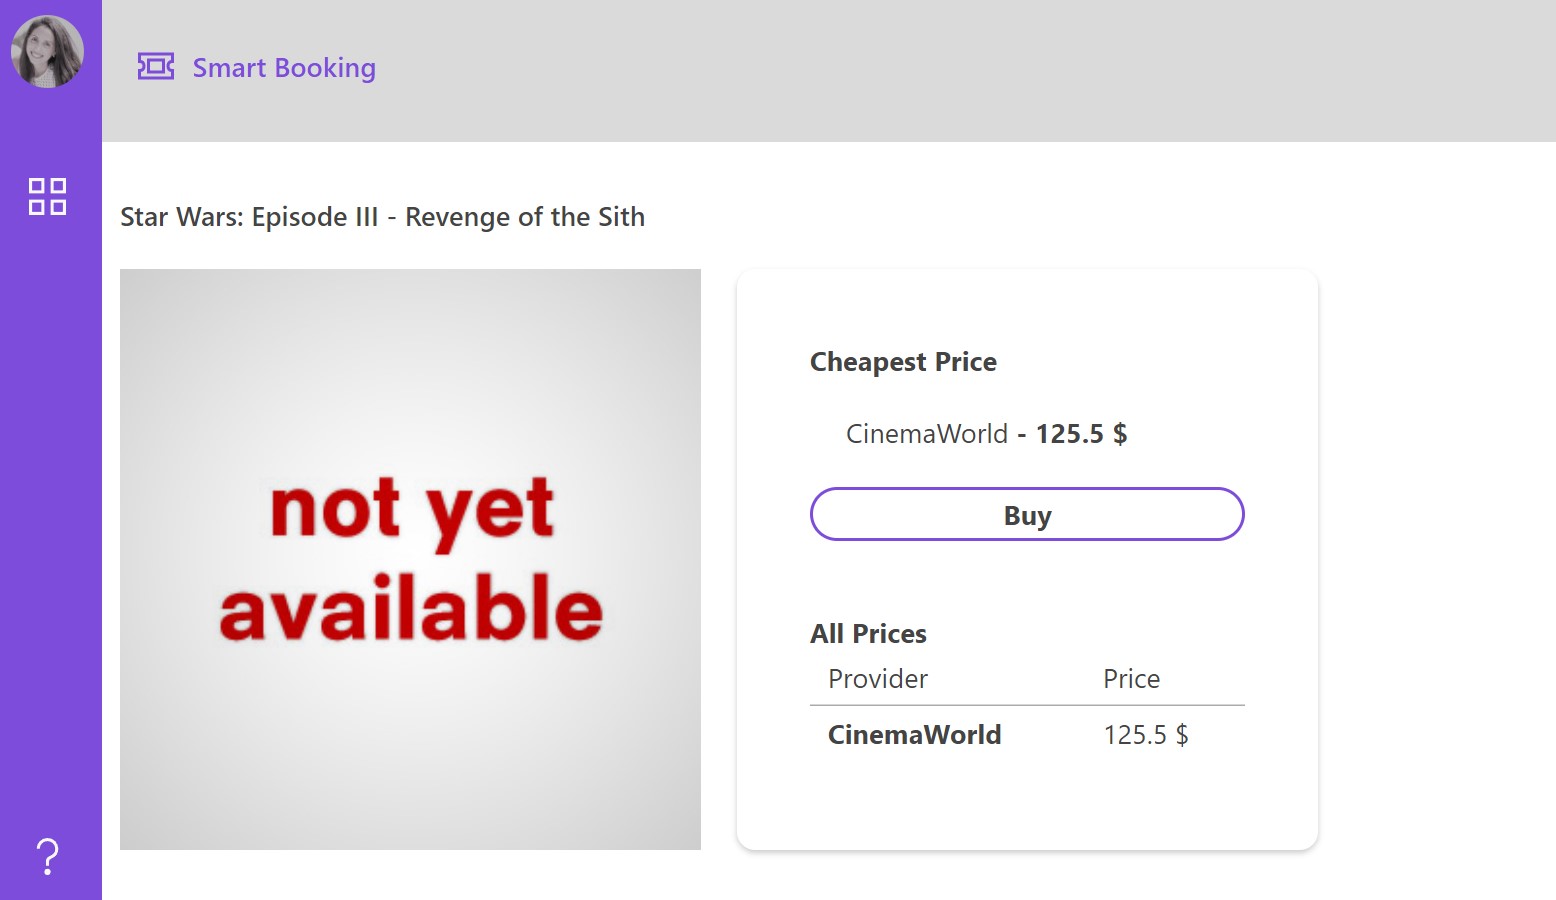 Smart Booking
Star Wars: Episode III - Revenge of the Sith
not yet
available
Cheapest Price
CinemaWorld - 125.5 $
Buy
All Prices
Provider Price
CinemaWorld 125.5 $
?